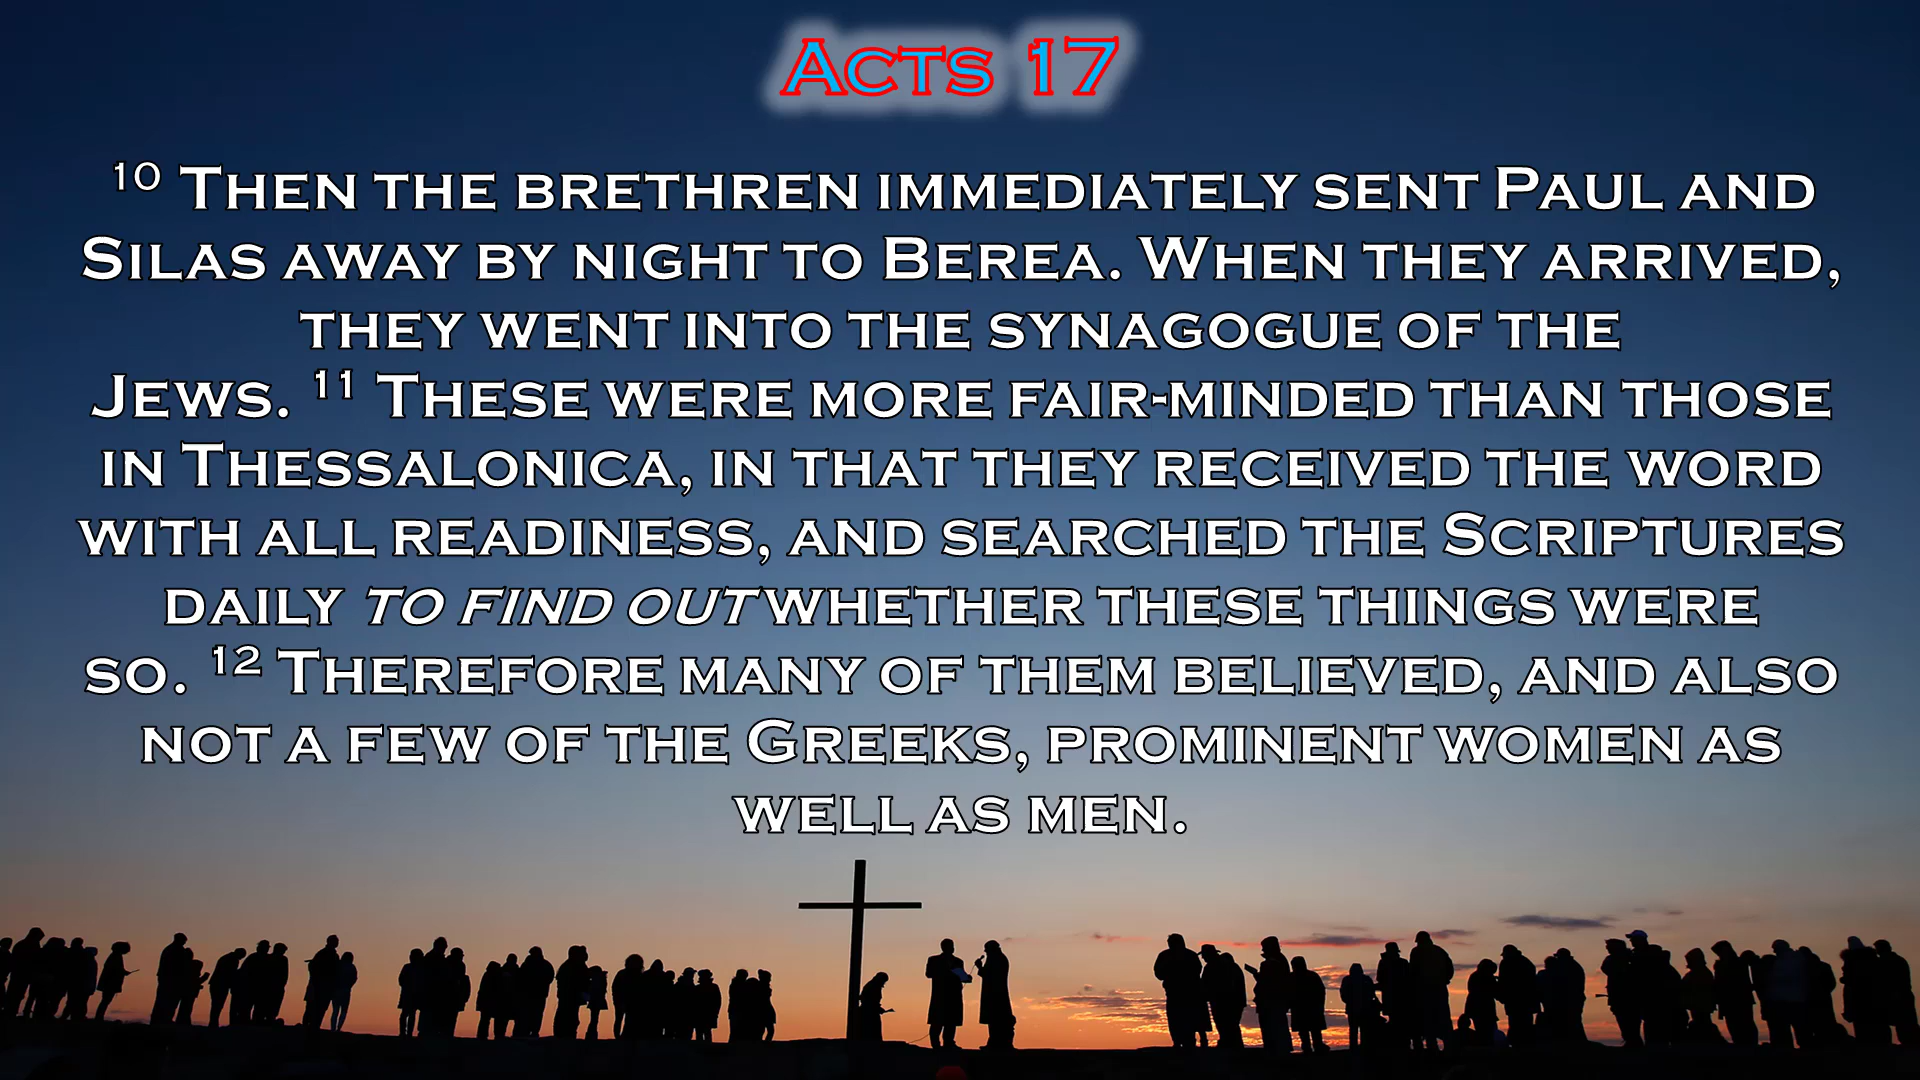 Acts 17
10 Then the brethren immediately sent Paul and
Silas away by night to Berea. When they arrived,
they went into the synagogue of the
Jews. 11 These were more fair-minded than those
in Thessalonica, in that they received the word
with all readiness, and searched the Scriptures
daily to find out whether these things were
so. 12 Therefore many of them believed, and also
not a few of the Greeks, prominent women as
well as men.